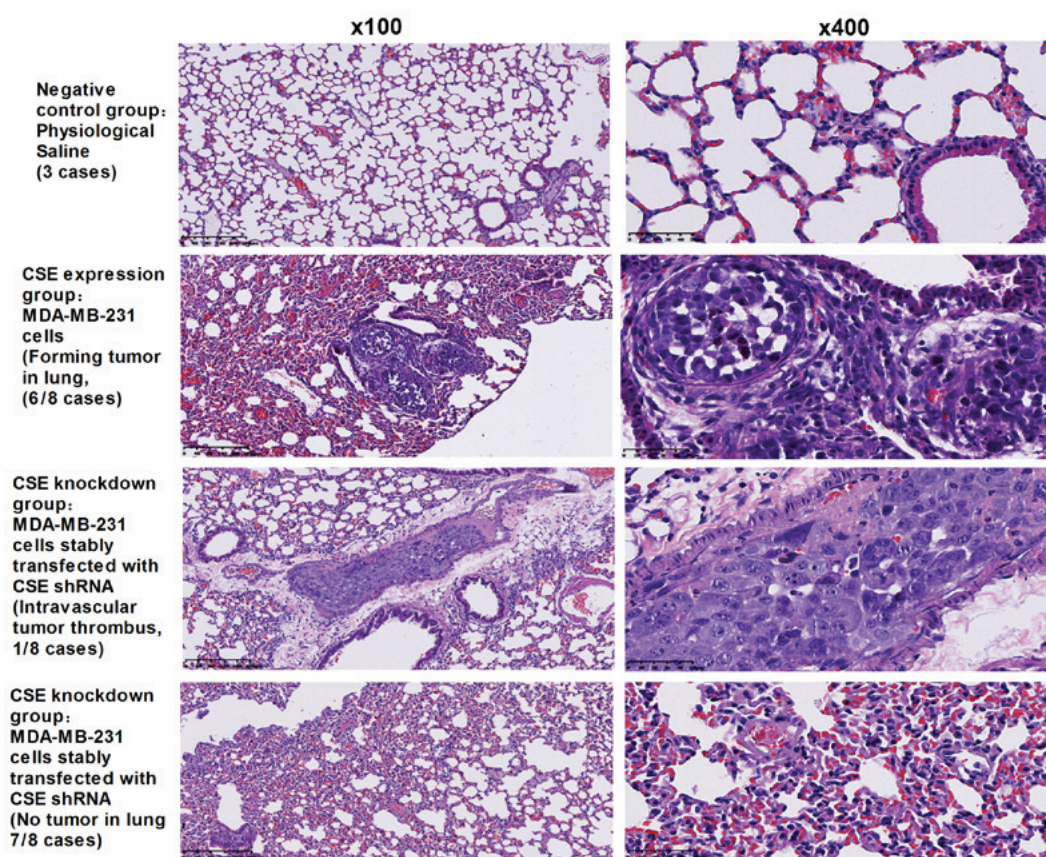 x100
x400
Negative
control group:
Physiological
Saline
(3 cases)
CSE expression
group:
MDA-MB-231
cells
(Forming tumor
in lung,
(6/8 cases)
CSE knockdown
group:
MDA-MB-231
cells stably
transfected with
CSE shRNA
(Intravascular
tumor thrombus,
1/8 cases)
CSE knockdown
group:
MDA-MB-231
cells stably
transfected with
CSE shRNA
(No tumor in lung
7/8 cases)